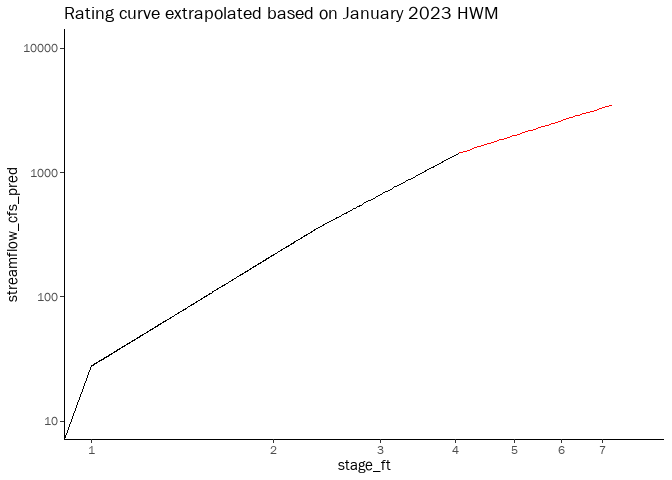 Rating curve extrapolated based on January 2023 HWM
10000
1000
100
10
streamflow_cfs_pred
1 2 3 4 5 6 7
stage_ft